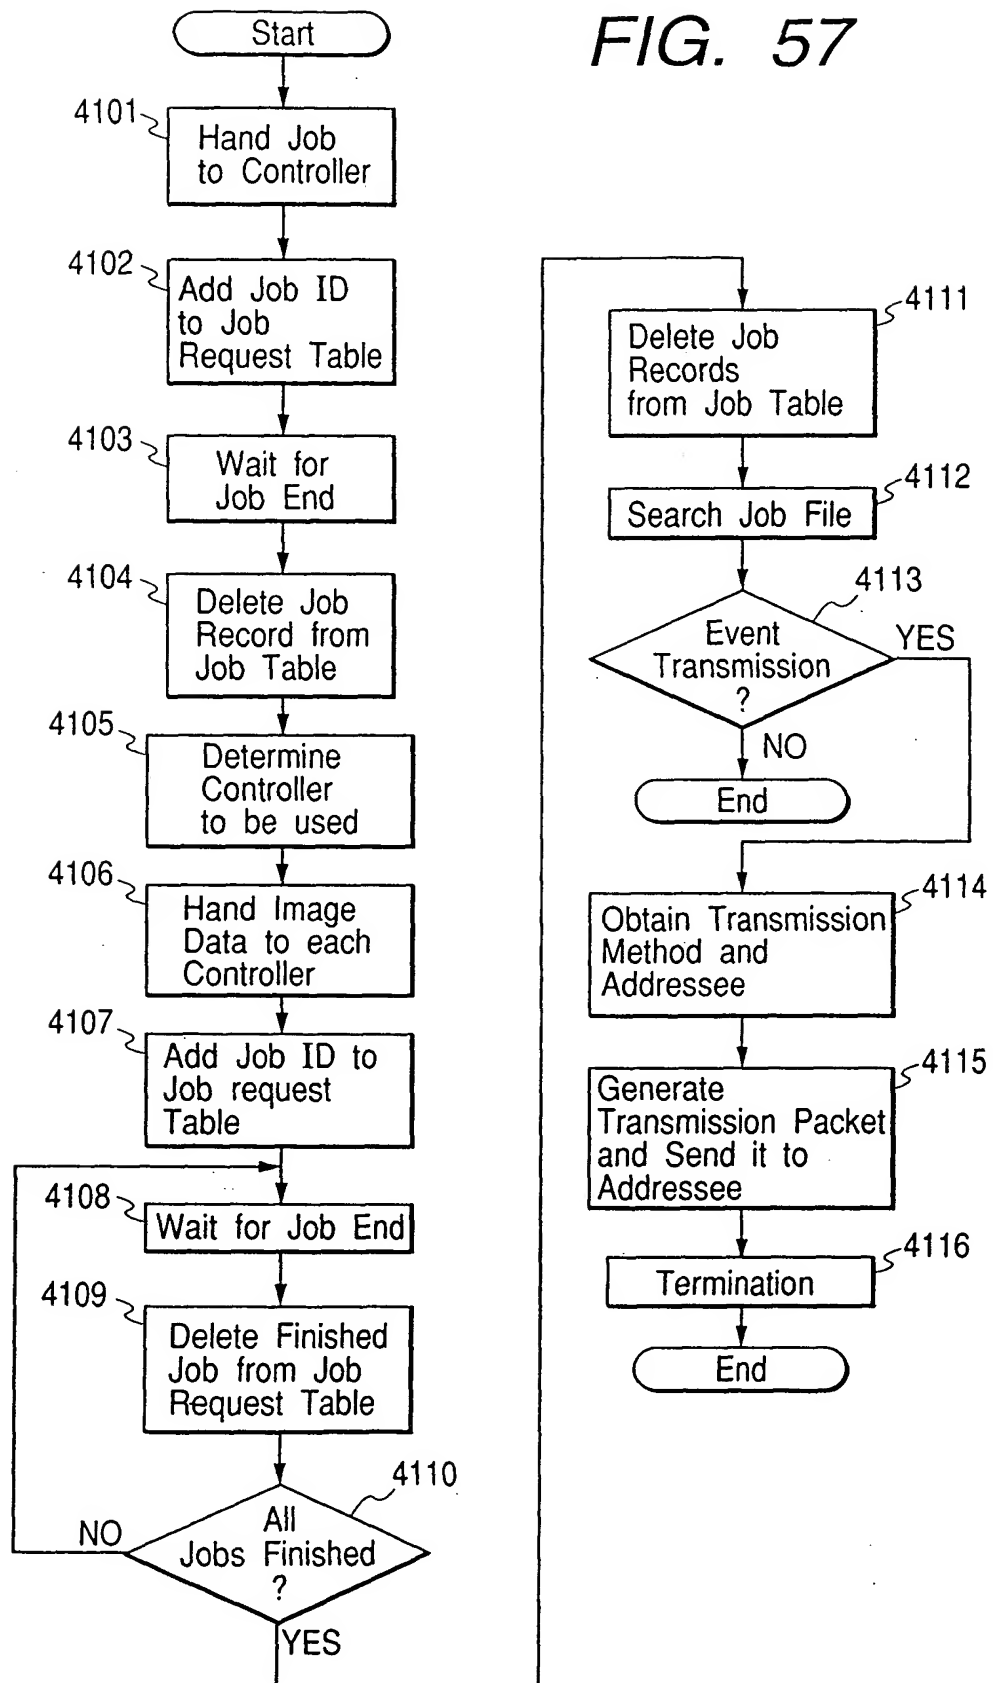 FIG. 57
Start
4101
Hand Job
to Controller
4102
Add Job ID
to Job
Request Table
4103
Wait for
Job End
4104
Delete Job
Record from
Job Table
4105
Determine
Controller
to be used
4106
Hand Image
Data to each
Controller
4107
Add Job ID to
Job request
Table
4108
Wait for Job End
4109
Delete Finished
Job from Job
Request Table
4110
All
Jobs Finished
?
NO
YES
4111
Delete Job
Records
from Job Table
4112
Search Job File
4113
Event
Transmission
?
YES
NO
End
4114
Obtain Transmission
Method and
Addressee
4115
Generate
Transmission Packet
and Send it to
Addressee
4116
Termination
End